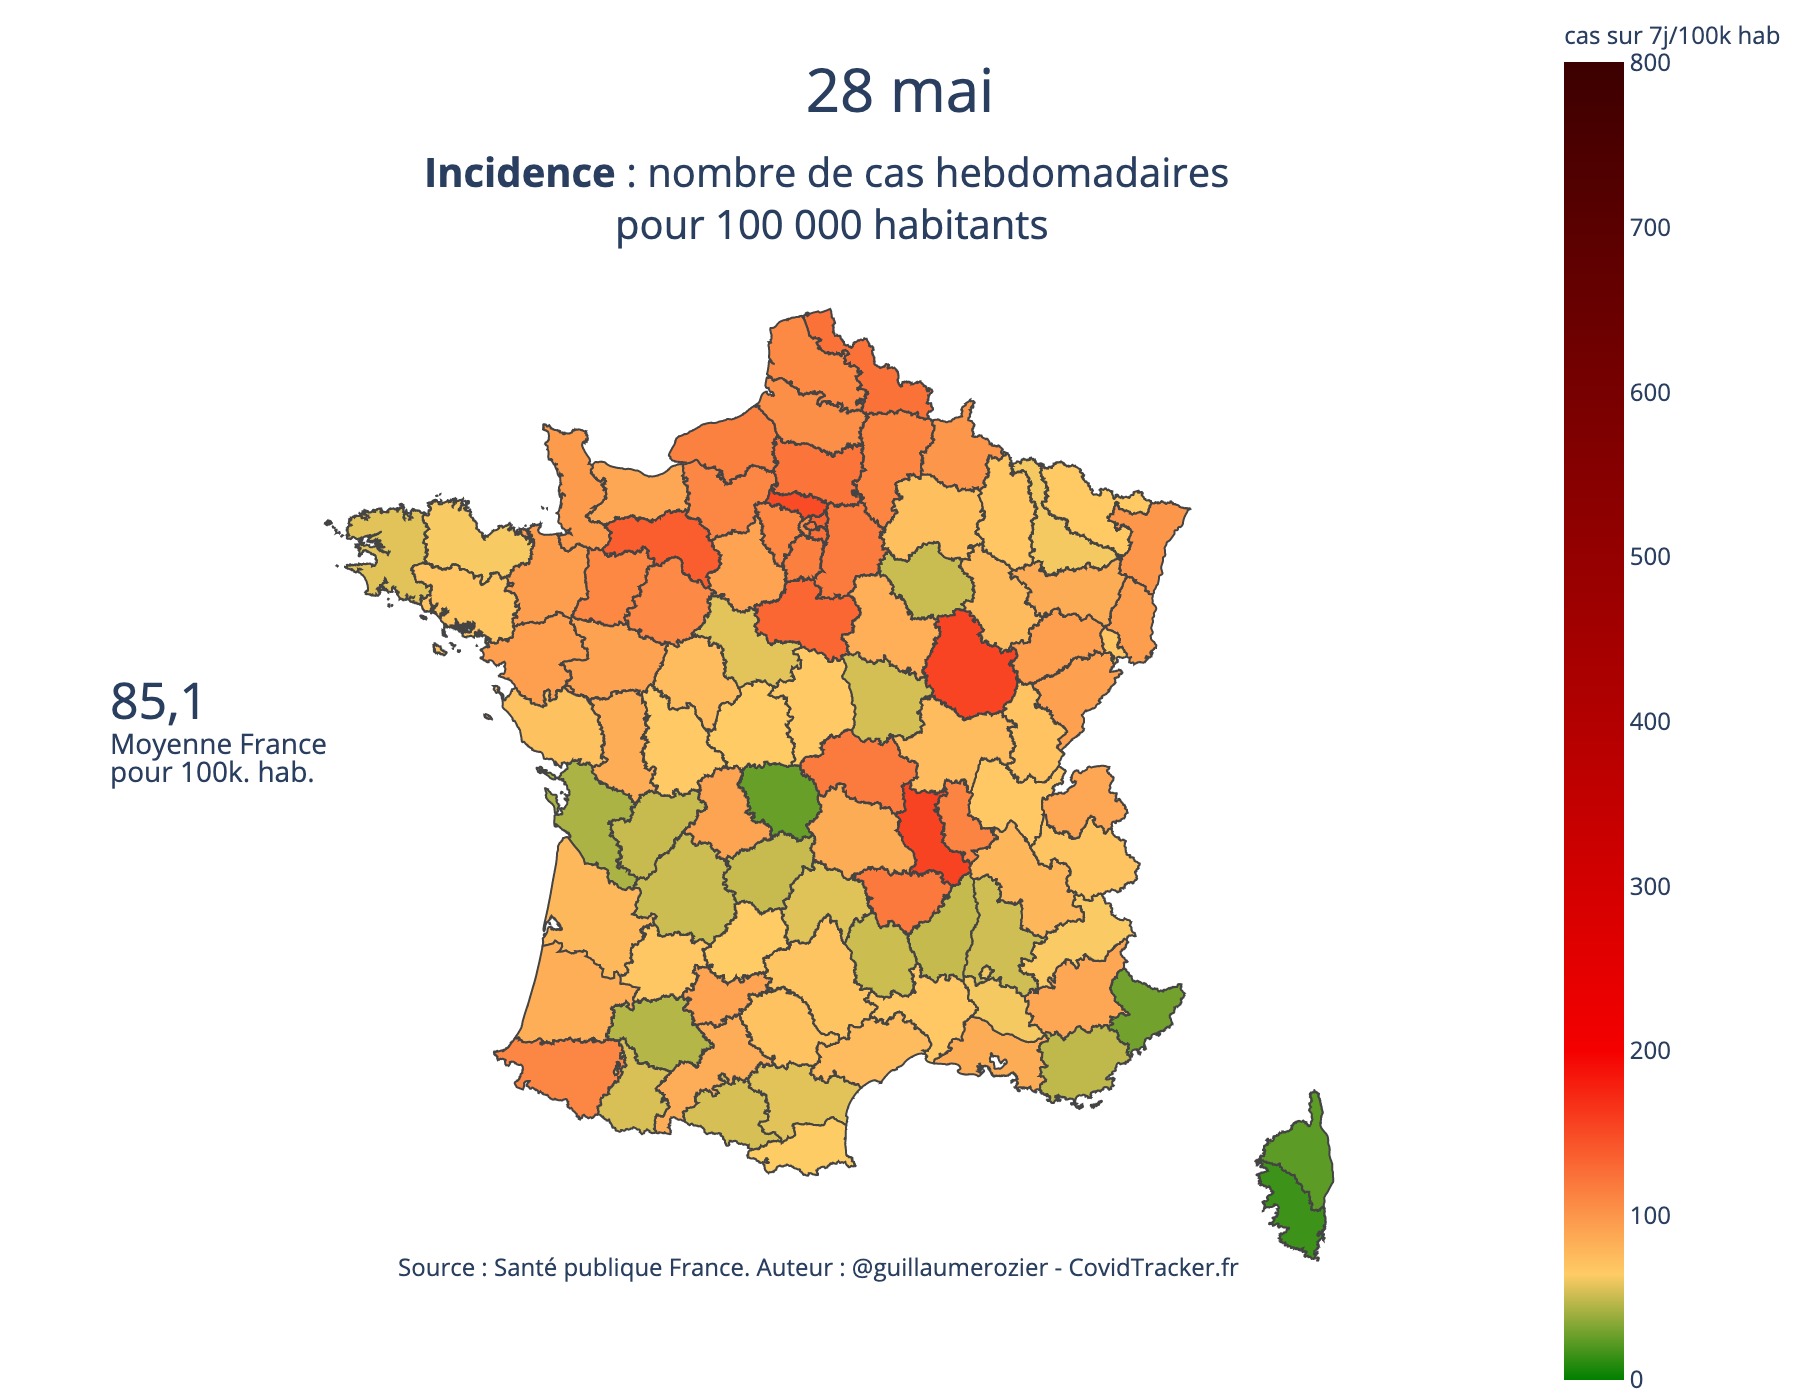 cas sur 7j/100k hab
28 mai
Incidence : nombre de cas hebdomadaires
pour 100 000 habitants
85,1
Moyenne France
pour 100k. hab.
800
700
600
500
400
300
200
100
0
Source : Santé publique France. Auteur : @guillaumerozier - CovidTracker.fr